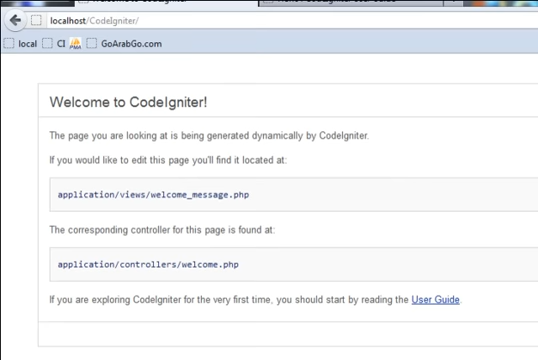 localhost/CodeIgniter/
local CI PMA GoArabGo.com
Welcome to CodeIgniter!
The page you are looking at is being generated dynamically by CodeIgniter.
If you would like to edit this page you'll find it located at:
application/views/welcome_message.php
The corresponding controller for this page is found at:
application/controllers/welcome.php
If you are exploring CodeIgniter for the very first time, you should start by reading the User Guide.